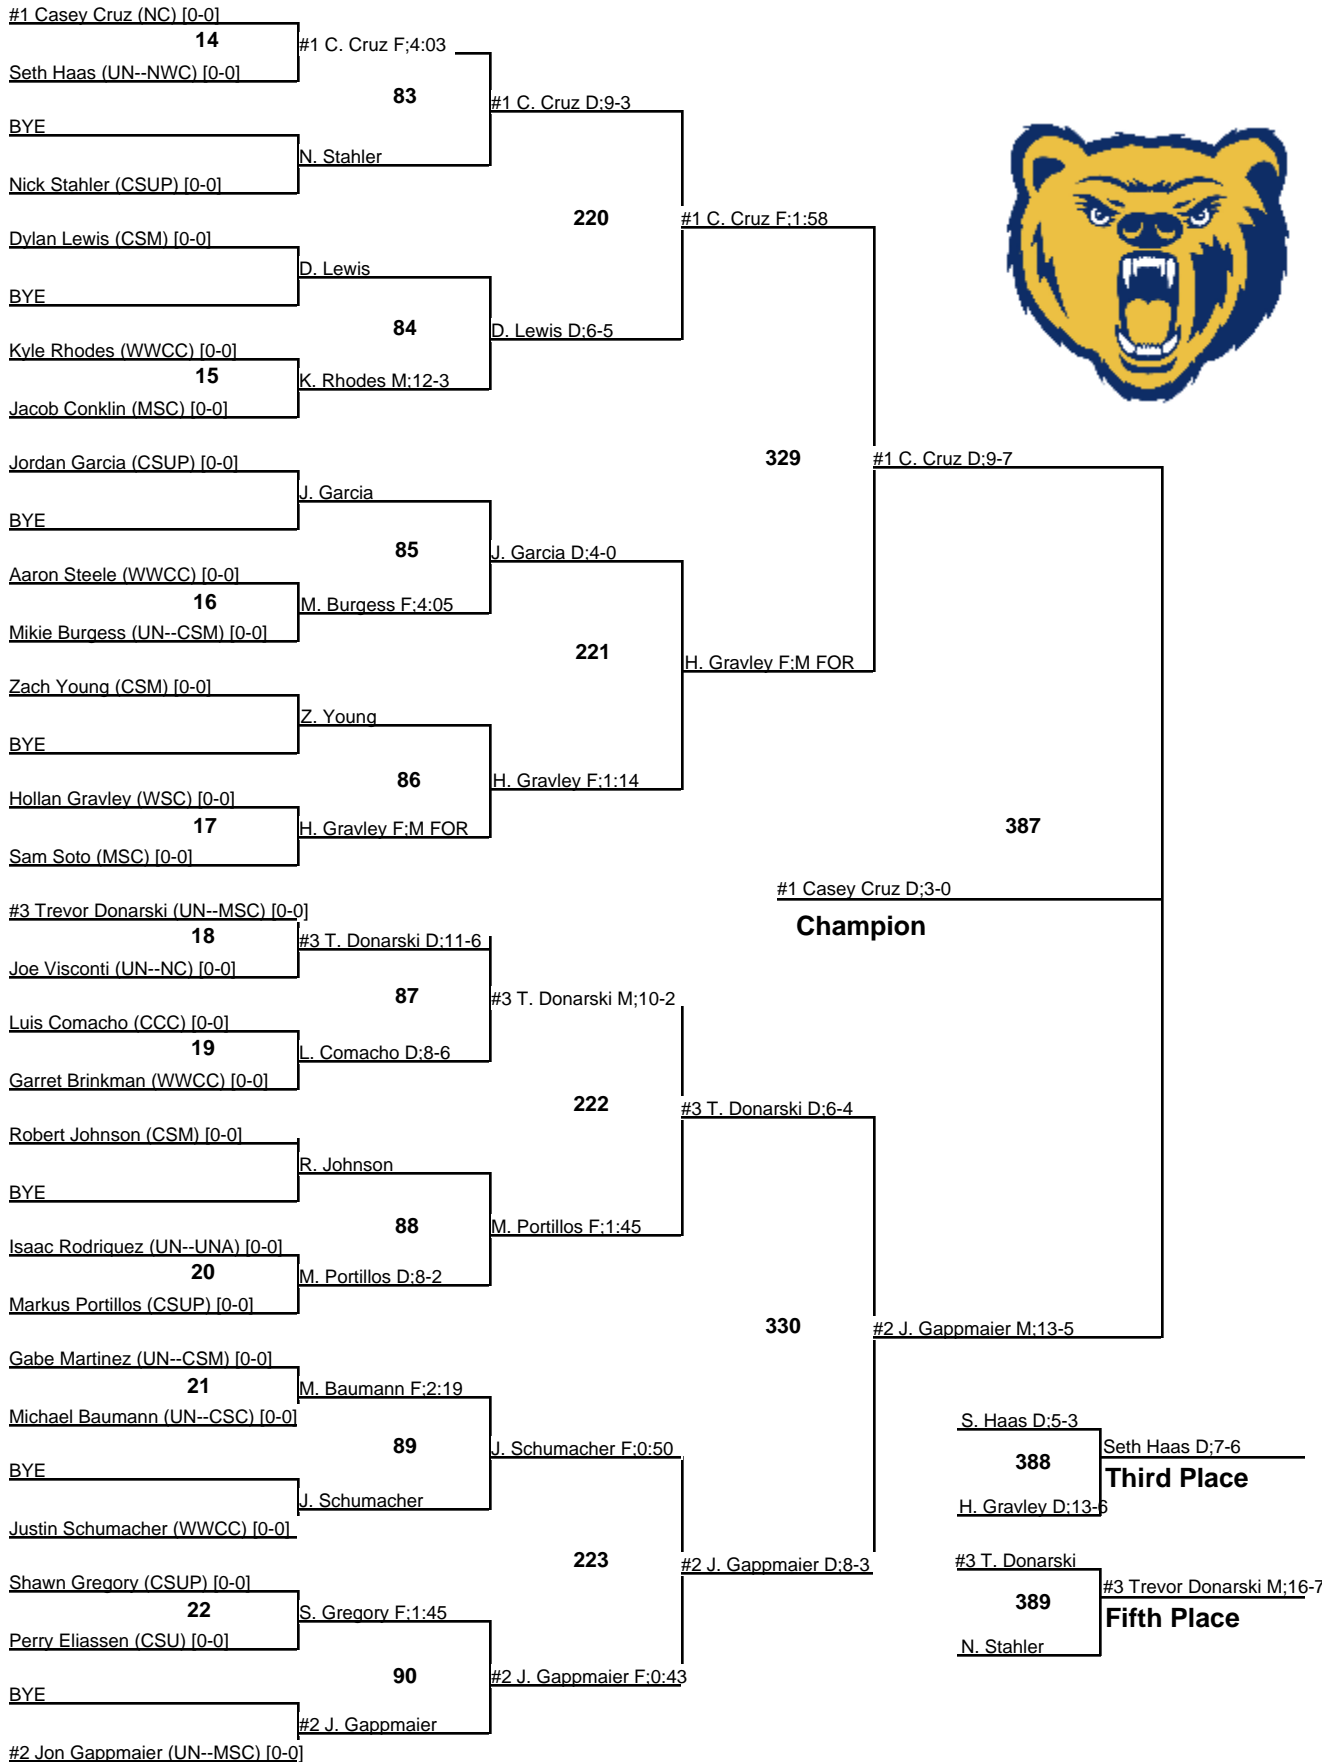 #1 Casey Cruz (NC) [0-0]
14
#1 C. Cruz F;4:03
Seth Haas (UN--NWC) [0-0]
83
#1 C. Cruz D;9-3
BYE
N. Stahler
Nick Stahler (CSUP) [0-0]
220
#1 C. Cruz F;1:58
Dylan Lewis (CSM) [0-0]
D. Lewis
BYE
84
D. Lewis D;6-5
Kyle Rhodes (WWCC) [0-0]
15
K. Rhodes M;12-3
Jacob Conklin (MSC) [0-0]
329
#1 C. Cruz D;9-7
Jordan Garcia (CSUP) [0-0]
J. Garcia
BYE
85
J. Garcia D;4-0
Aaron Steele (WWCC) [0-0]
16
M. Burgess F;4:05
Mikie Burgess (UN--CSM) [0-0]
221
H. Gravley F;M FOR
Zach Young (CSM) [0-0]
Z. Young
BYE
86
H. Gravley F;1:14
Hollan Gravley (WSC) [0-0]
17
H. Gravley F;M FOR
Sam Soto (MSC) [0-0]
387
#1 Casey Cruz D;3-0
Champion
#3 Trevor Donarski (UN--MSC) [0-0]
18
#3 T. Donarski D;11-6
Joe Visconti (UN--NC) [0-0]
87
#3 T. Donarski M;10-2
Luis Comacho (CCC) [0-0]
19
L. Comacho D;8-6
Garret Brinkman (WWCC) [0-0]
222
#3 T. Donarski D;6-4
Robert Johnson (CSM) [0-0]
R. Johnson
BYE
88
M. Portillos F;1:45
Isaac Rodriquez (UN--UNA) [0-0]
20
M. Portillos D;8-2
Markus Portillos (CSUP) [0-0]
330
#2 J. Gappmaier M;13-5
Gabe Martinez (UN--CSM) [0-0]
21
M. Baumann F;2:19
Michael Baumann (UN--CSC) [0-0]
89
J. Schumacher F;0:50
BYE
J. Schumacher
Justin Schumacher (WWCC) [0-0]
223
#2 J. Gappmaier D;8-3
Shawn Gregory (CSUP) [0-0]
22
S. Gregory F;1:45
Perry Eliassen (CSU) [0-0]
90
#2 J. Gappmaier F;0:43
BYE
#2 J. Gappmaier
#2 Jon Gappmaier (UN--MSC) [0-0]
S. Haas D;5-3
388
Seth Haas D;7-6
Third Place
H. Gravley D;13-6
#3 T. Donarski
389
#3 Trevor Donarski M;16-7
Fifth Place
N. Stahler